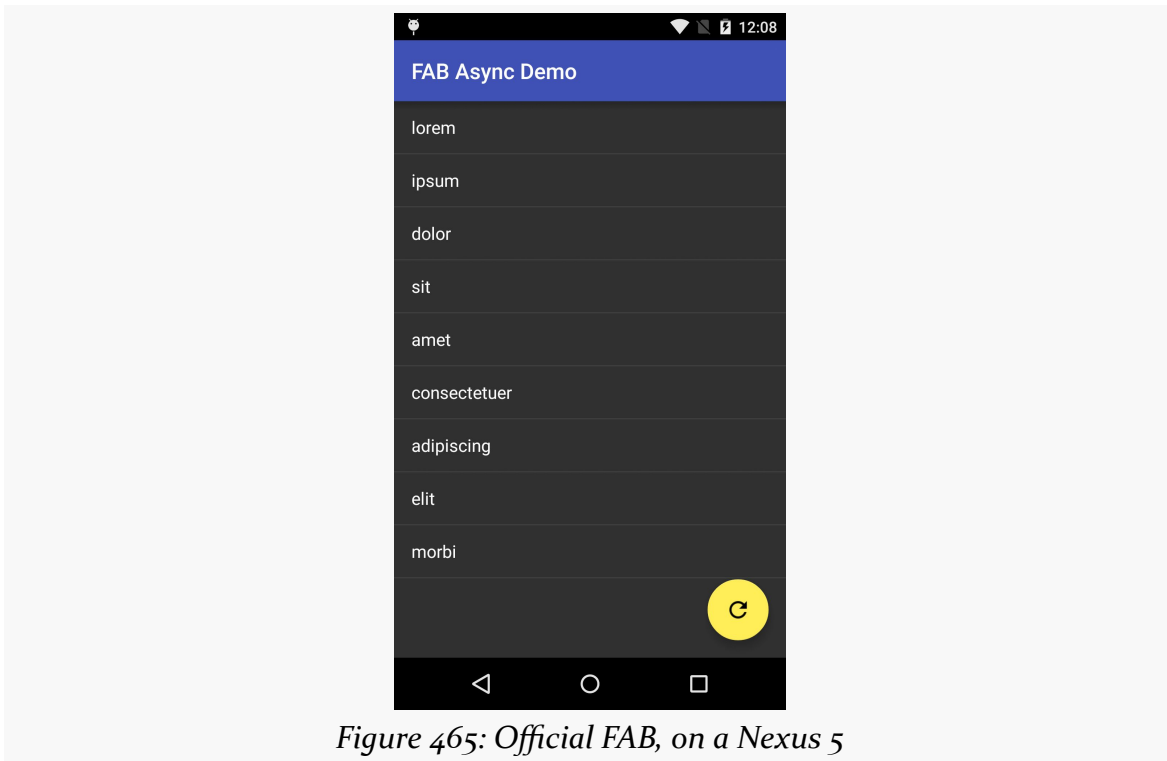 12:08
FAB Async Demo
lorem
ipsum
dolor
sit
amet
consectetuer
adipiscing
elit
morbi
Figure 465: Official FAB, on a Nexus 5